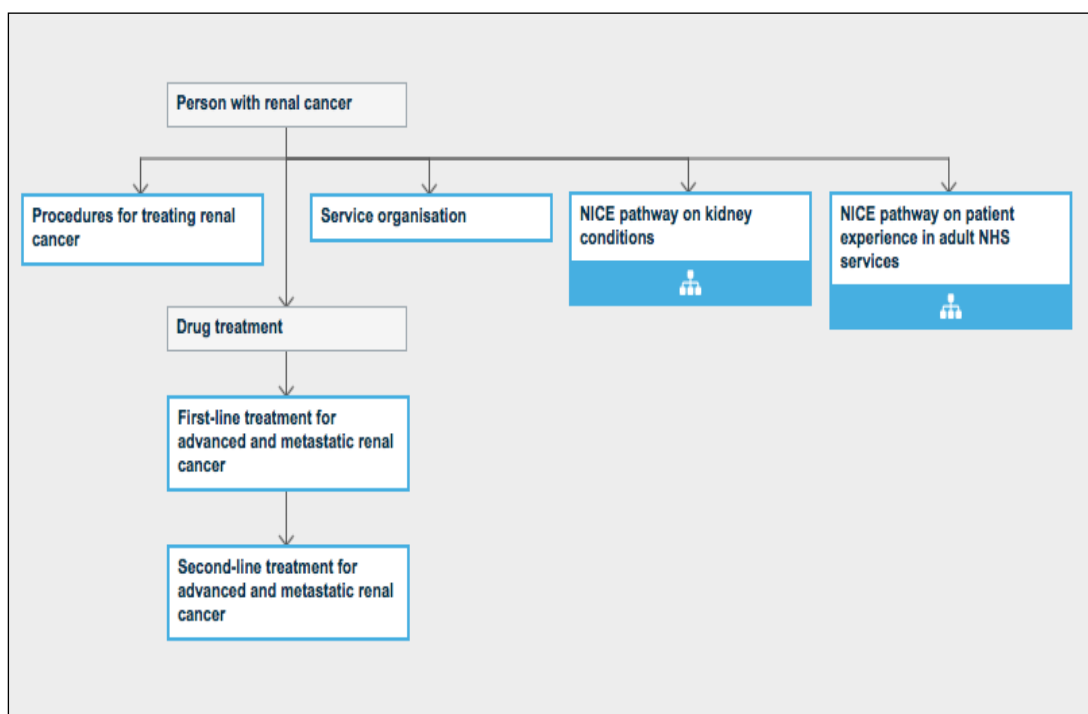 Person with renal cancer
Procedures for treating renal
cancer
Service organisation
NICE pathway on kidney
conditions
NICE pathway on patient
experience in adult NHS
services
Drug treatment
First-line treatment for
advanced and metastatic renal
cancer
Second-line treatment for
advanced and metastatic renal
cancer